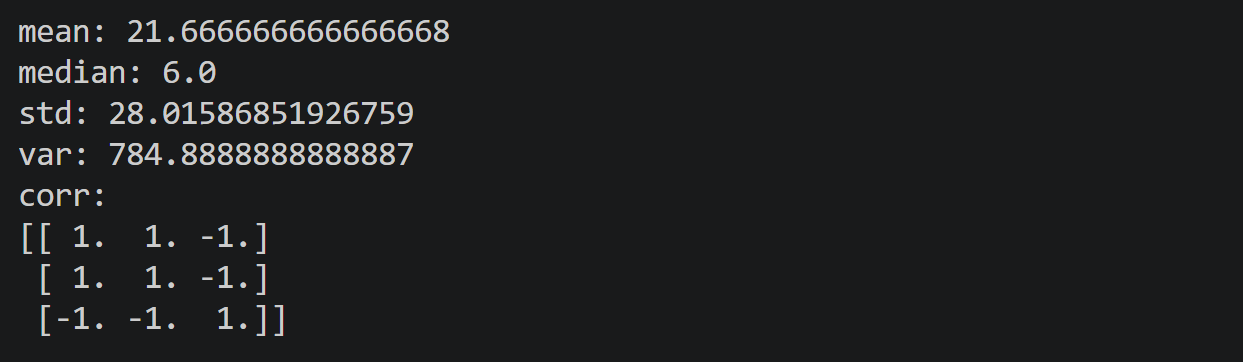 mean: 21.666666666666668
median: 6.0
std: 28.01586851926759
var: 784.8888888888887
corr:
[[ 1.  1. -1.]
 [ 1.  1. -1.]
 [-1. -1.  1.]]